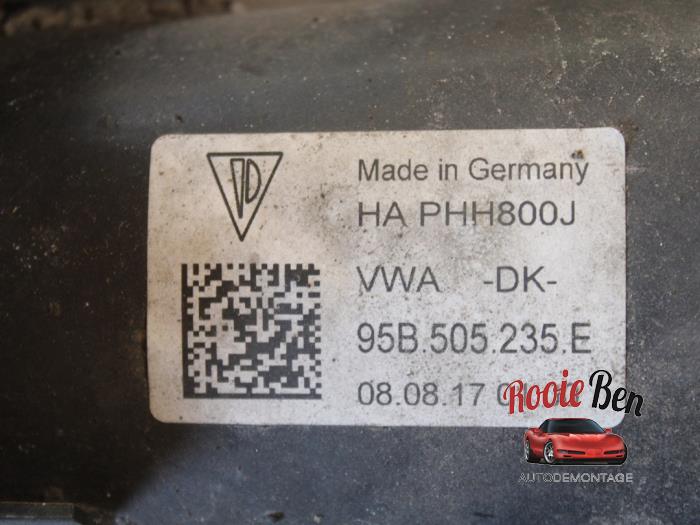 Made in Germany
HA PHH800J
VWA -DK-
95B.505.235.E
08.08.17
Rooie Ben
AUTODEMONTAGE